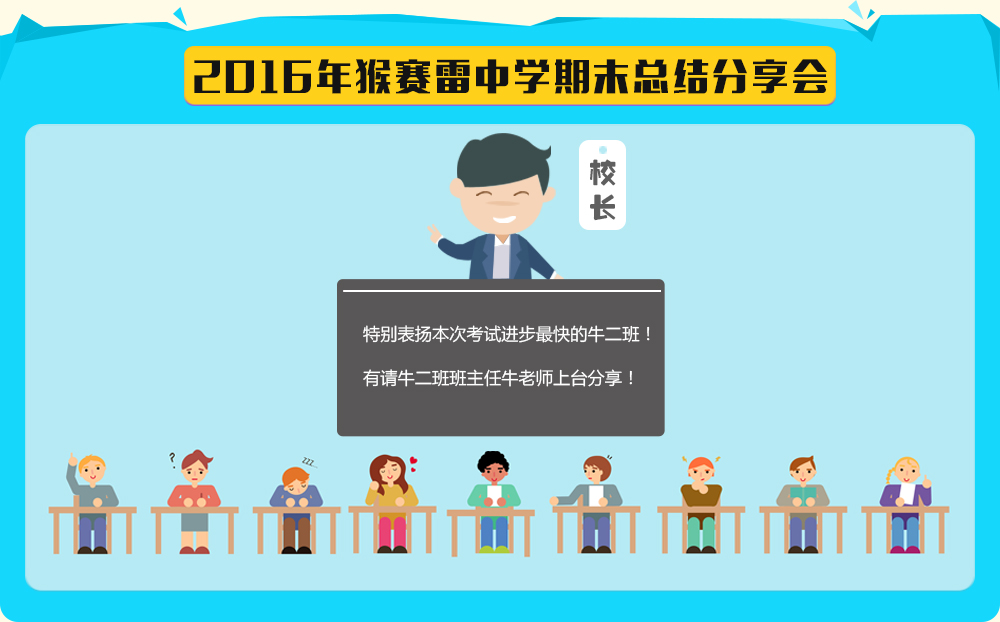 2016年猴赛雷中学期末总结分享会
校长
特别表扬本次考试进步最快的牛二班！
有请牛二班班主任牛老师上台分享！
?
zzz...